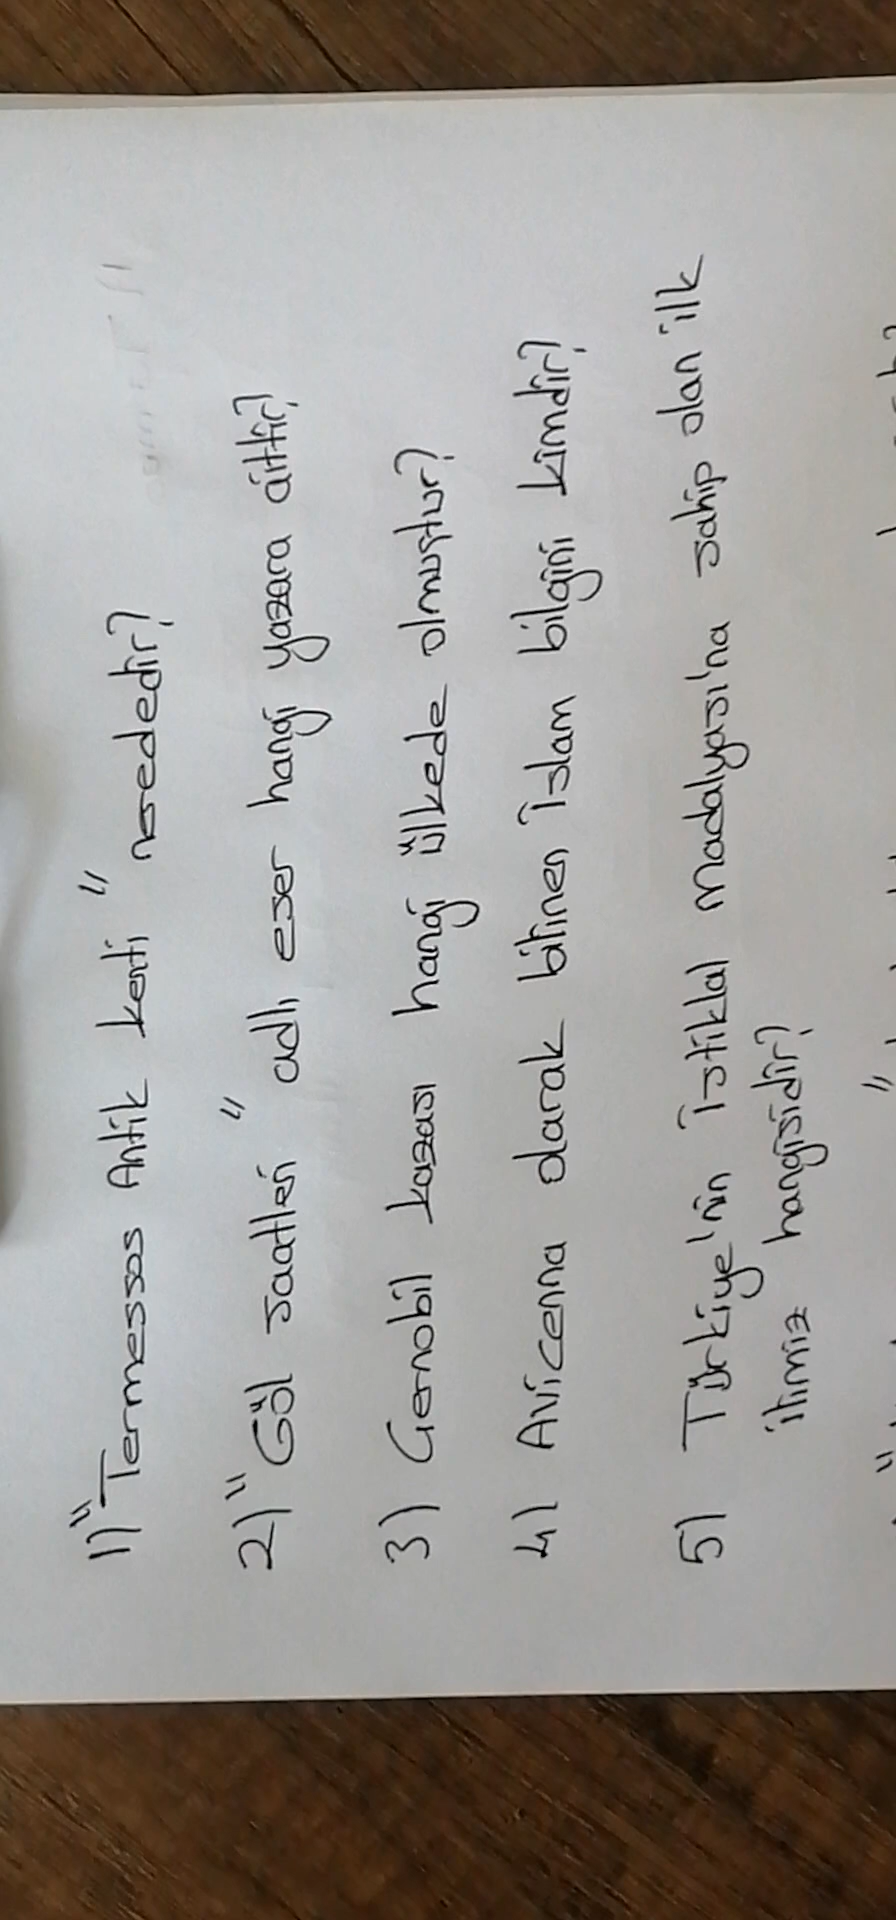 1) "Termessos Antik kenti" nerededir?
2) "Göl Saatleri" adlı eser hangi yazara aittir?
3) Çernobil kazası hangi ülkede olmuştur?
4) Avicenna olarak bilinen İslam bilgini kimdir?
5) Türkiye'nin İstiklal madalyası'na sahip olan ilk
ilimiz hangisidir?